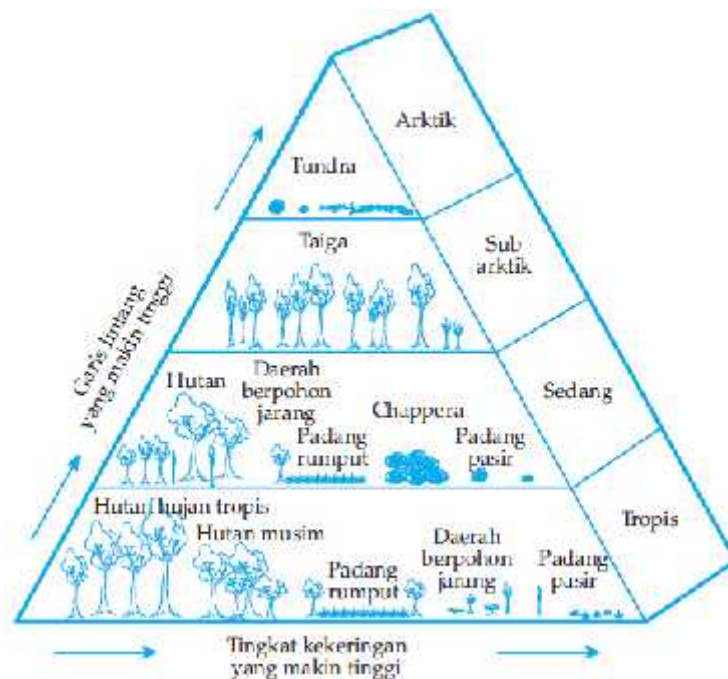 Arktik
Tundra
Taiga
Sub
arktik
Garis lintang
yang makin tinggi
Hutan
Daerah
berpohon
jarang
Chappera
Padang
rumput
Padang
pasir
Sedang
Hutan hujan tropis
Hutan musim
Padang
rumput
Daerah
berpohon
jarang
Padang
pasir
Tropis
Tingkat kekeringan
yang makin tinggi